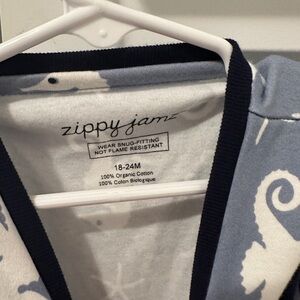 zippy jamz
WEAR SNUG-FITTING
NOT FLAME RESISTANT
18-24M
100% Organic Cotton
100% Coton Biologique